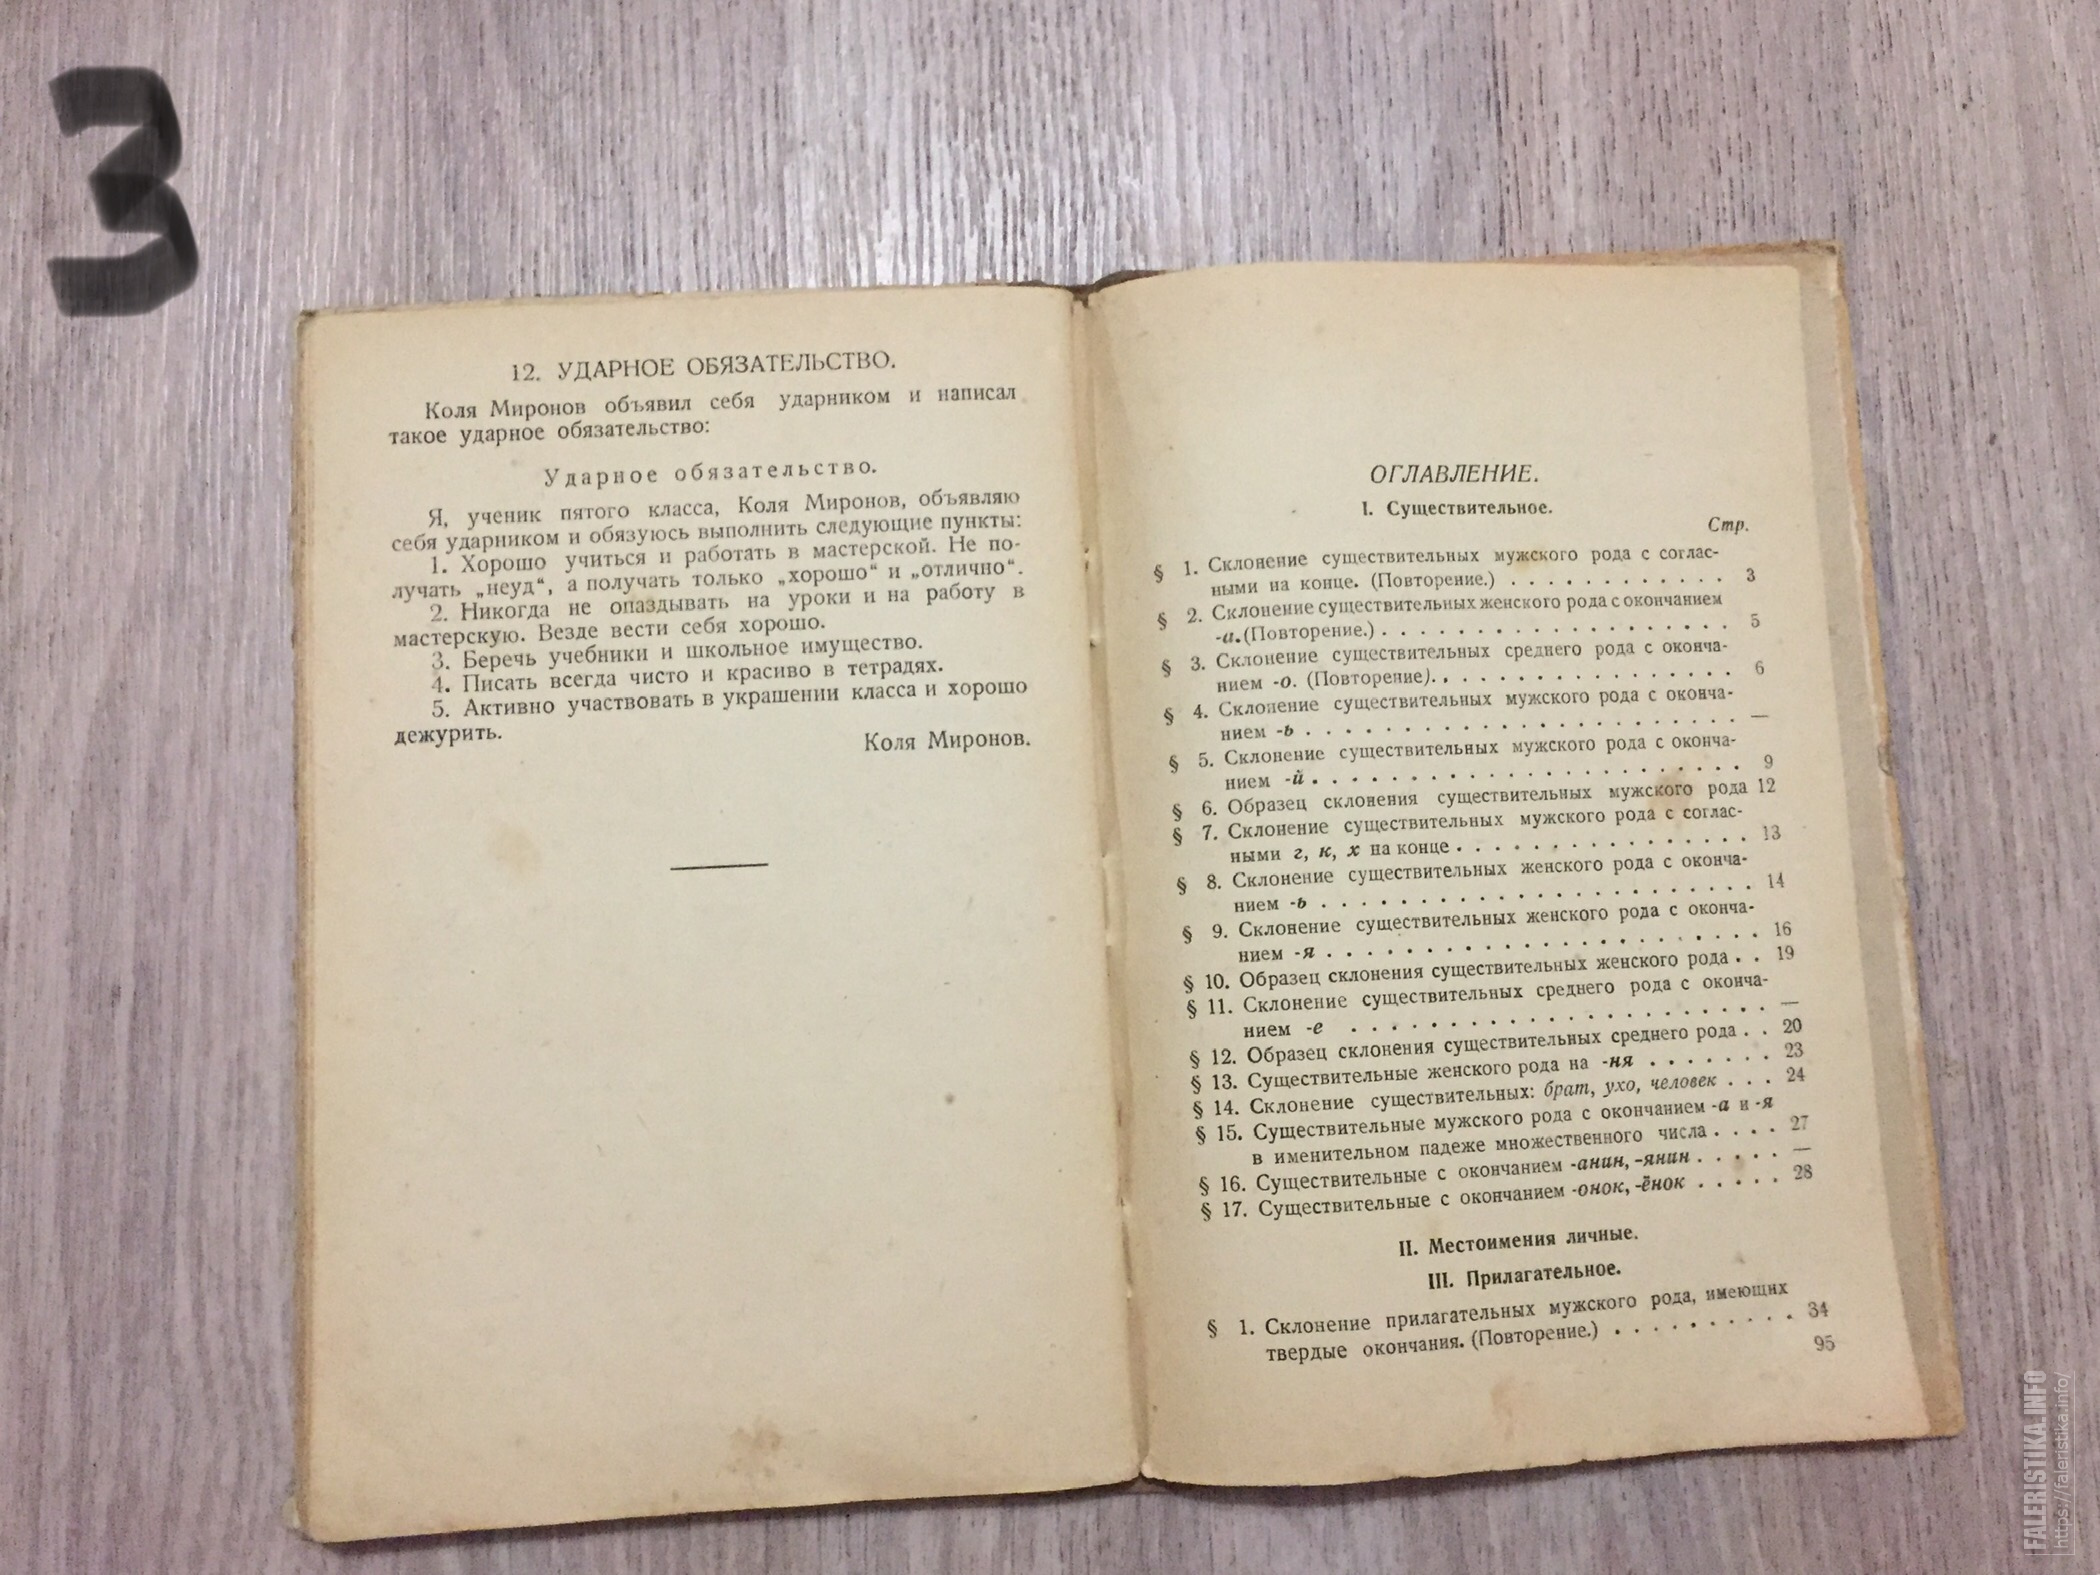 3
12. УДАРНОЕ ОБЯЗАТЕЛЬСТВО.
Коля Миронов объявил себя ударником и написал
такое ударное обязательство:
Ударное обязательство.
Я, ученик пятого класса, Коля Миронов, объявляю
себя ударником и обязуюсь выполнить следующие пункты:
1. Хорошо учиться и работать в мастерской. Не по-
лучать „неуд“, а получать только „хорошо“ и „отлично“.
2. Никогда не опаздывать на уроки и на работу в
мастерскую. Везде вести себя хорошо.
3. Беречь учебники и школьное имущество.
4. Писать всегда чисто и красиво в тетрадях.
5. Активно участвовать в украшении класса и хорошо
дежурить.
Коля Миронов.
ОГЛАВЛЕНИЕ.
I. Существительное.
Стр.
§ 1. Склонение существительных мужского рода с соглас-
ными на конце. (Повторение.) . . . . . . . . . . . . 3
§ 2. Склонение существительных женского рода с окончанием
-а. (Повторение.) . . . . . . . . . . . . . . . . . . 5
§ 3. Склонение существительных среднего рода с оконча-
нием -о. (Повторение). . . . . . . . . . . . . . . . 6
§ 4. Склонение существительных мужского рода с оконча-
нием -ь . . . . . . . . . . . . . . . . . . . . . . —
§ 5. Склонение существительных мужского рода с оконча-
нием -й . . . . . . . . . . . . . . . . . . . . . . 9
§ 6. Образец склонения существительных мужского рода 12
§ 7. Склонение существительных мужского рода с соглас-
ными г, к, х на конце . . . . . . . . . . . . . . . 13
§ 8. Склонение существительных женского рода с оконча-
нием -ь . . . . . . . . . . . . . . . . . . . . . . 14
§ 9. Склонение существительных женского рода с оконча-
нием -я . . . . . . . . . . . . . . . . . . . . . . 16
§ 10. Образец склонения существительных женского рода . . 19
§ 11. Склонение существительных среднего рода с оконча-
нием -е . . . . . . . . . . . . . . . . . . . . . . —
§ 12. Образец склонения существительных среднего рода . . 20
§ 13. Существительные женского рода на -ня . . . . . . . 23
§ 14. Склонение существительных: брат, ухо, человек . . . 24
§ 15. Существительные мужского рода с окончанием -а и -я
в именительном падеже множественного числа . . . . 27
§ 16. Существительные с окончанием -анин, -янин . . . . . —
§ 17. Существительные с окончанием -онок, -ёнок . . . . . 28
II. Местоимения личные.
III. Прилагательное.
§ 1. Склонение прилагательных мужского рода, имеющих
твердые окончания. (Повторение.) . . . . . . . . . . 34
95
FALERISTIKA.INFO
https://faleristika.info/